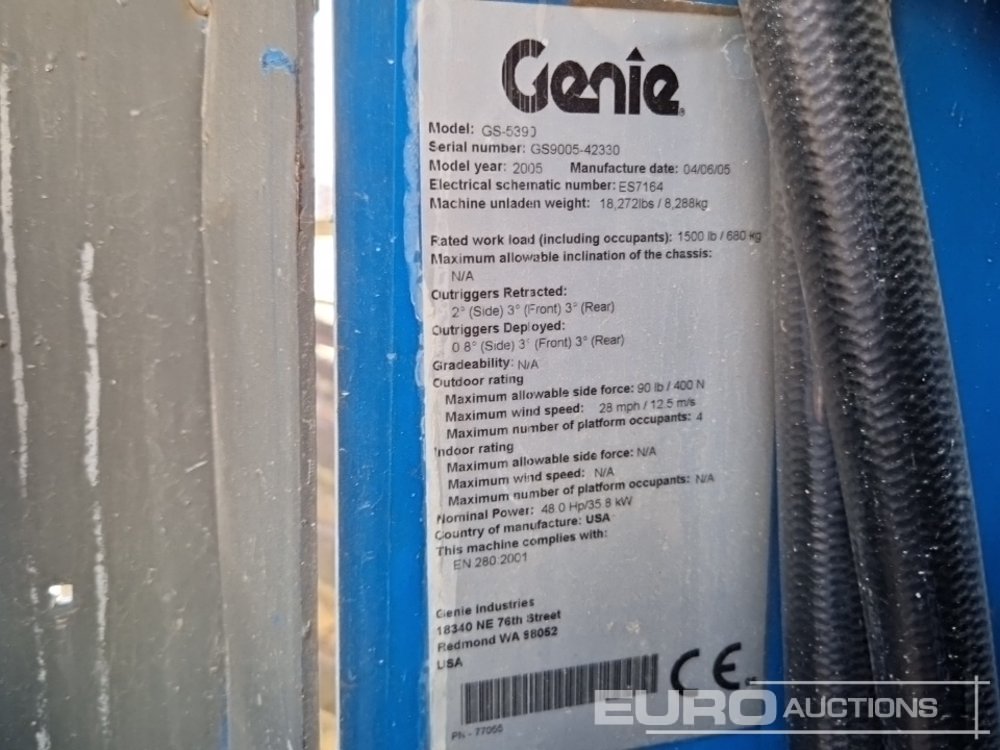 Genie
Model: GS-5390
Serial number: GS9005-42330
Model year: 2005 Manufacture date: 04/06/05
Electrical schematic number: ES7164
Machine unladen weight: 18,272lbs / 8,288kg
Rated work load (including occupants): 1500 lb / 680 kg
Maximum allowable inclination of the chassis:
N/A
Outriggers Retracted:
2° (Side) 3° (Front) 3° (Rear)
Outriggers Deployed:
0.8° (Side) 3° (Front) 3° (Rear)
Gradeability: N/A
Outdoor rating
Maximum allowable side force: 90 lb / 400 N
Maximum wind speed: 28 mph / 12.5 m/s
Maximum number of platform occupants: 4
Indoor rating
Maximum allowable side force: N/A
Maximum wind speed: N/A
Maximum number of platform occupants: N/A
Nominal Power: 48.0 Hp/35.8 kW
Country of manufacture: USA
This machine complies with:
EN 280:2001
Genie Industries
18340 NE 76th Street
Redmond WA 98052
USA
CE
PN - 77055
EURO AUCTIONS